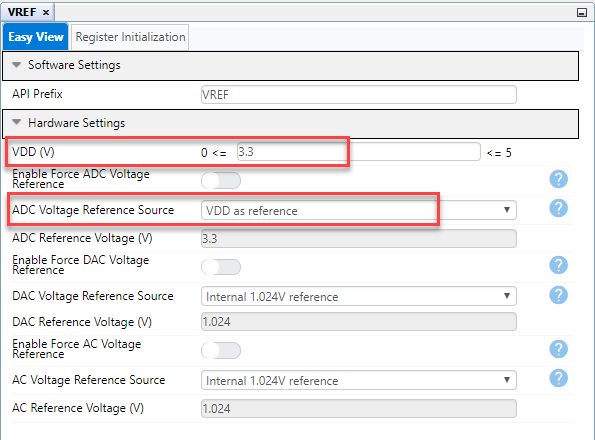 VREF ×
Easy View Register Initialization
Software Settings
API Prefix VREF
Hardware Settings
VDD (V) 0 <= 3.3 <= 5
Enable Force ADC Voltage
Reference ?
ADC Voltage Reference Source VDD as reference ?
ADC Reference Voltage (V) 3.3
Enable Force DAC Voltage
Reference ?
DAC Voltage Reference Source Internal 1.024V reference ?
DAC Reference Voltage (V) 1.024
Enable Force AC Voltage
Reference ?
AC Voltage Reference Source Internal 1.024V reference ?
AC Reference Voltage (V) 1.024